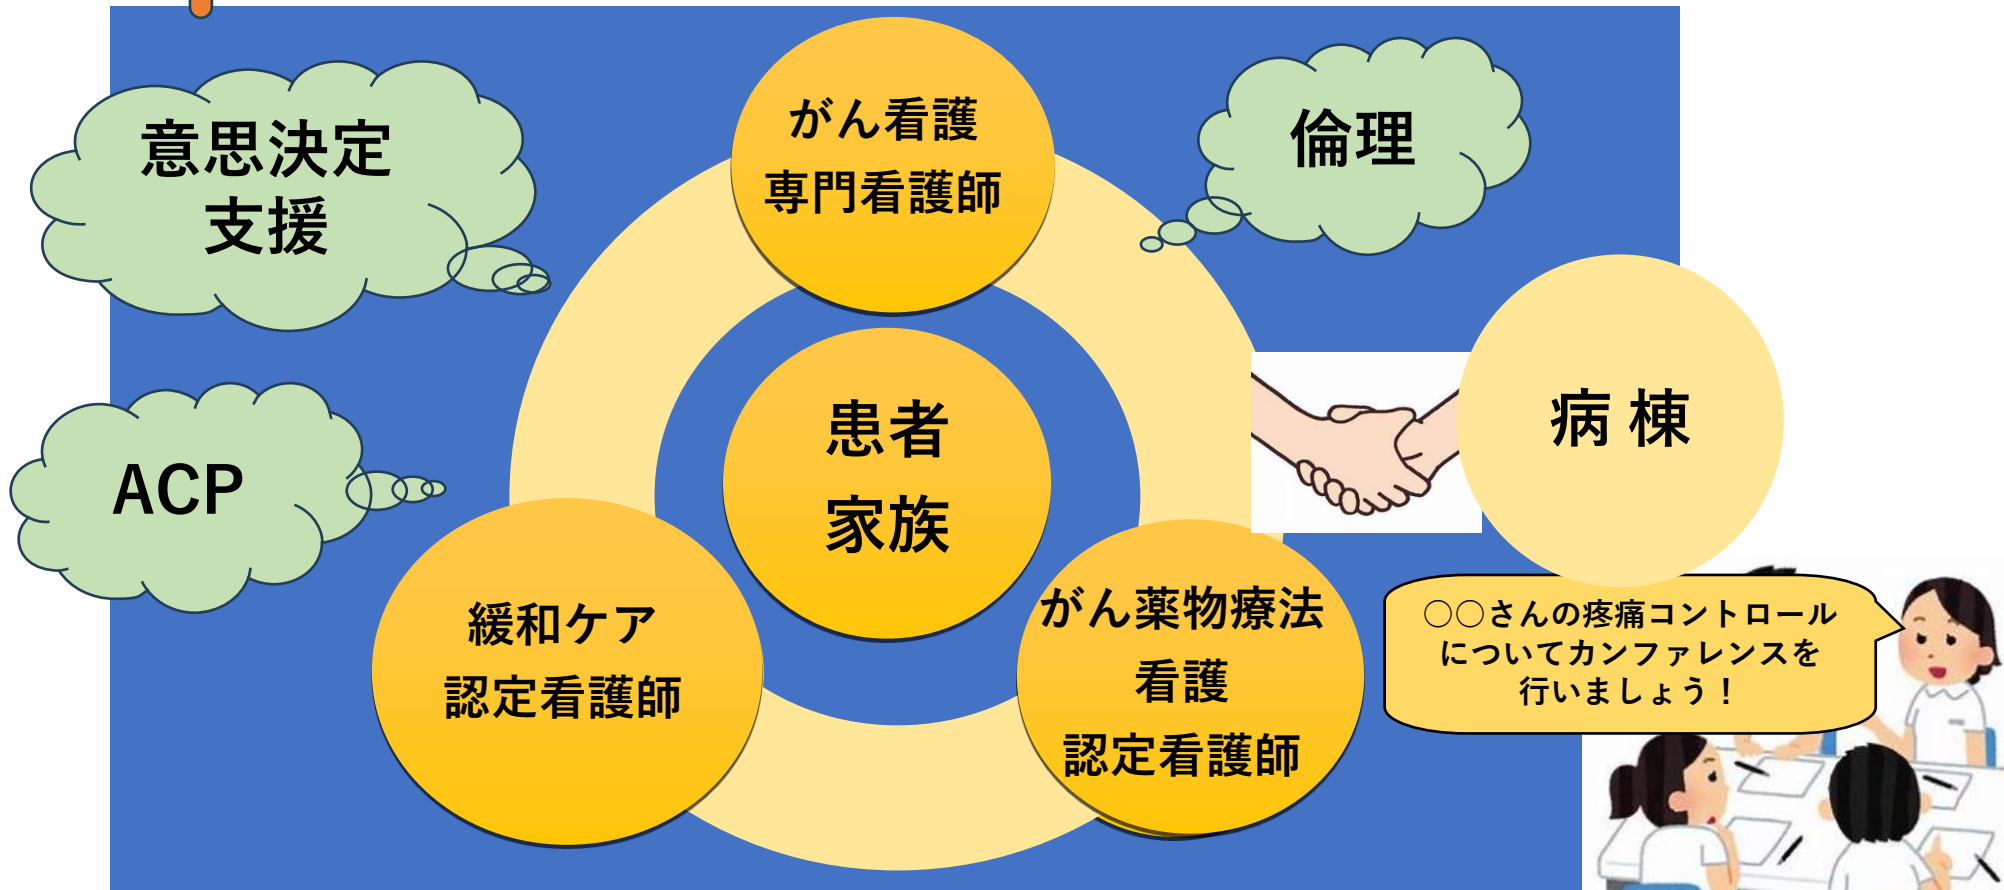 意思決定
支援
がん看護
専門看護師
倫理
ACP
患者
家族
病 棟
緩和ケア
認定看護師
がん薬物療法
看護
認定看護師
○○さんの疼痛コントロール
についてカンファレンスを
行いましょう！